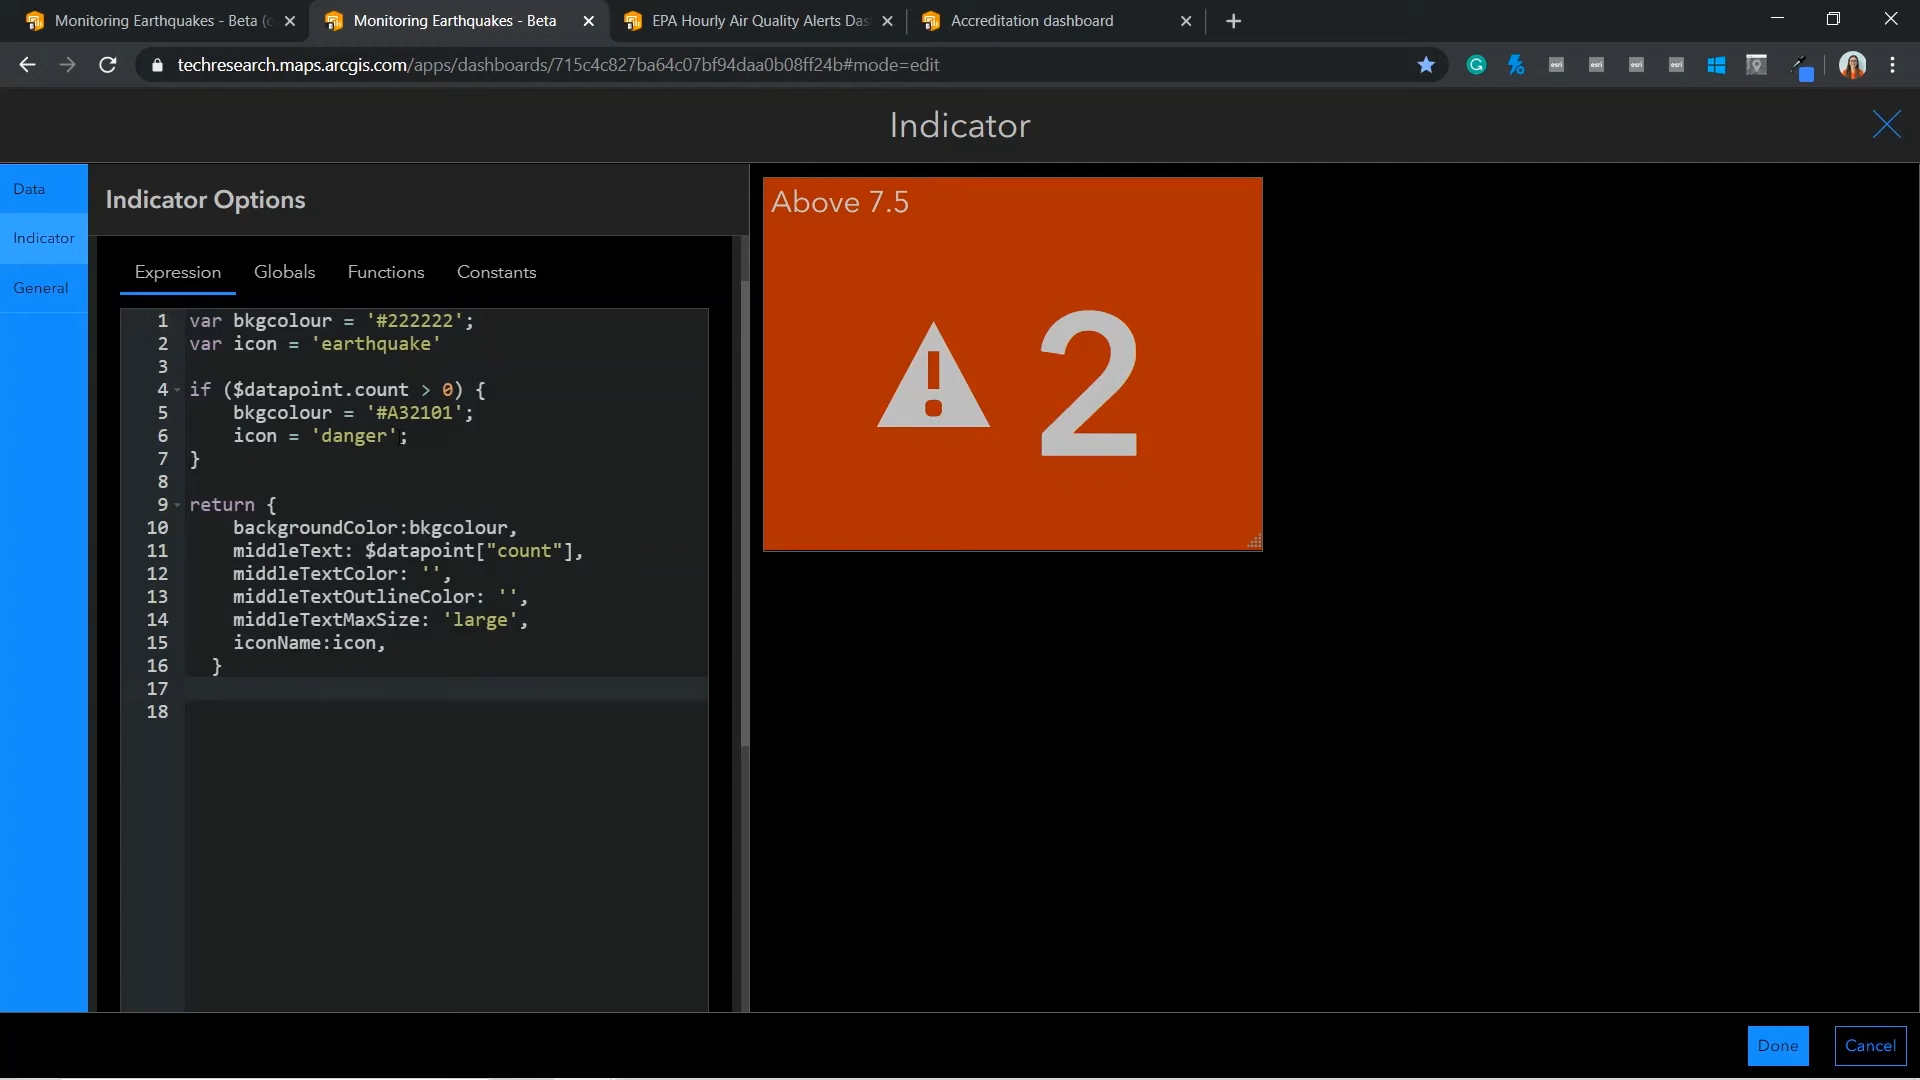 Monitoring Earthquakes - Beta (c
Monitoring Earthquakes - Beta
EPA Hourly Air Quality Alerts Das
Accreditation dashboard
techresearch.maps.arcgis.com/apps/dashboards/715c4c827ba64c07bf94daa0b08ff24b#mode=edit
esri
esri
esri
esri
Indicator
Data
Indicator
General
Indicator Options
Expression Globals Functions Constants
1 var bkgcolour = '#222222';
2 var icon = 'earthquake'
3
4 if ($datapoint.count > 0) {
5 bkgcolour = '#A32101';
6 icon = 'danger';
7 }
8
9 return {
10 backgroundColor:bkgcolour,
11 middleText: $datapoint["count"],
12 middleTextColor: '',
13 middleTextOutlineColor: '',
14 middleTextMaxSize: 'large',
15 iconName:icon,
16 }
17
18
Above 7.5
2
Done
Cancel